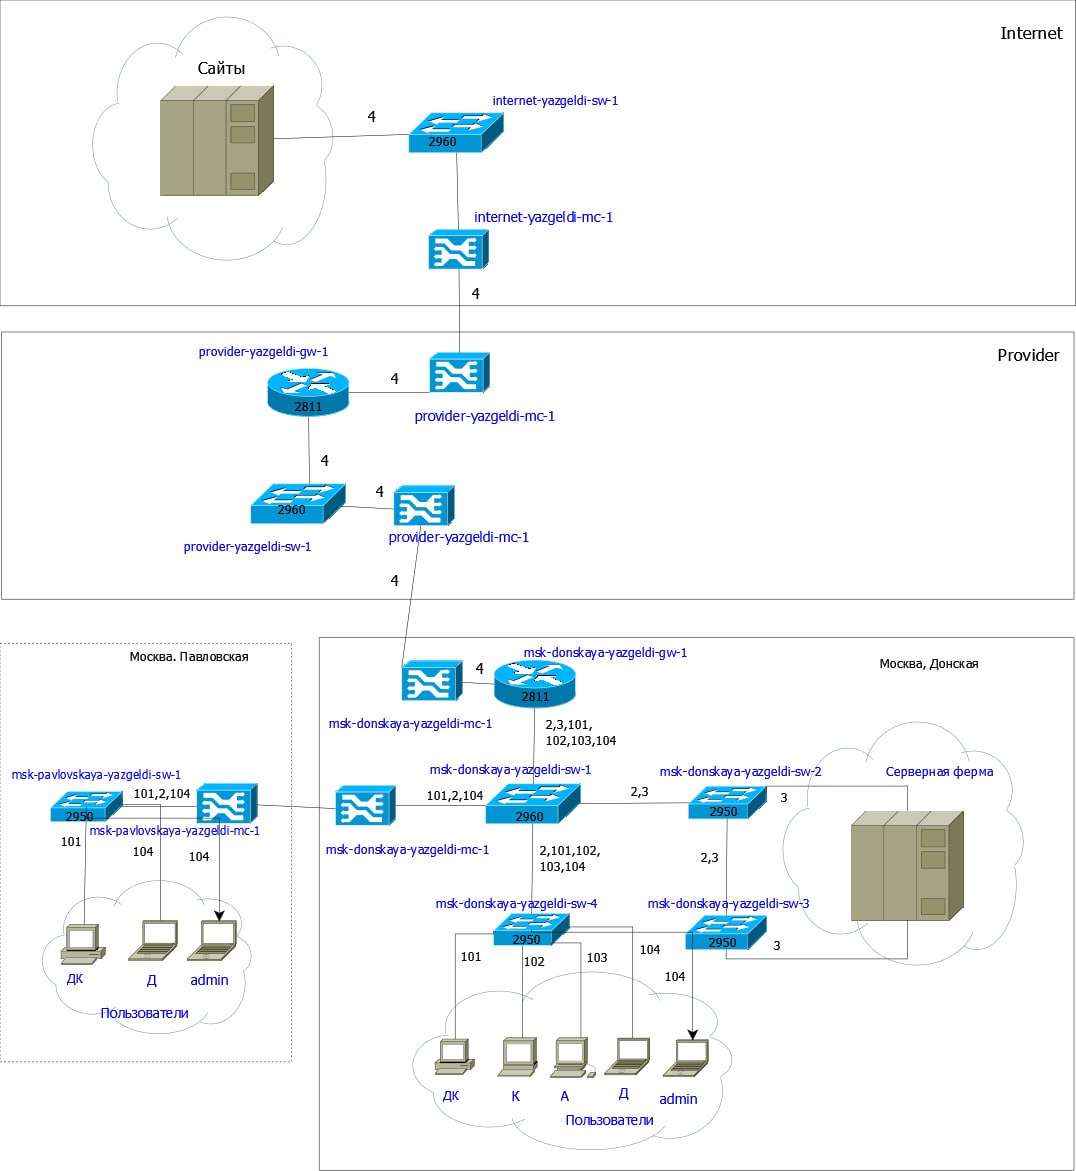 Internet
Сайты
internet-yazgeldi-sw-1
4
2960
internet-yazgeldi-mc-1
4
Provider
provider-yazgeldi-gw-1
4
2811
provider-yazgeldi-mc-1
4
4
2960
provider-yazgeldi-mc-1
provider-yazgeldi-sw-1
4
Москва. Павловская
msk-donskaya-yazgeldi-gw-1
Москва, Донская
4
2811
msk-donskaya-yazgeldi-mc-1
2,3,101,
102,103,104
msk-pavlovskaya-yazgeldi-sw-1
msk-donskaya-yazgeldi-sw-1
msk-donskaya-yazgeldi-sw-2
Серверная ферма
101,2,104
101,2,104
2,3
3
2950
2960
2950
msk-pavlovskaya-yazgeldi-mc-1
101
104
104
msk-donskaya-yazgeldi-mc-1
2,101,102,
103,104
2,3
msk-donskaya-yazgeldi-sw-4
msk-donskaya-yazgeldi-sw-3
2950
2950
3
101
102
103
104
104
ДК
Д
admin
Пользователи
ДК
К
А
Д
admin
Пользователи